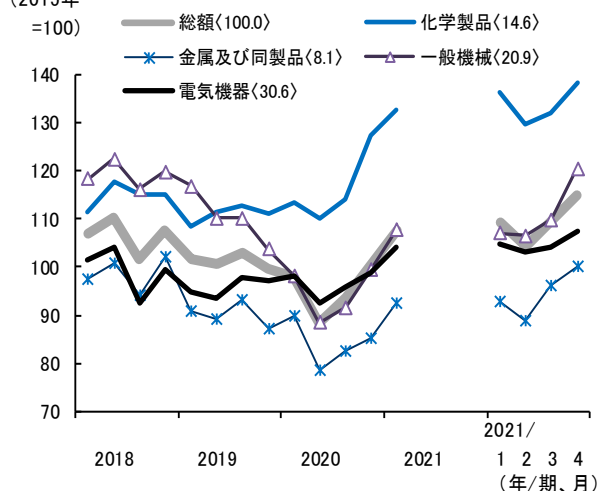 =100)
総額〈100.0〉
化学製品〈14.6〉
金属及び同製品〈8.1〉
一般機械〈20.9〉
電気機器〈30.6〉
140
130
120
110
100
90
80
70
2021/
2018 2019 2020 2021 1 2 3 4
(年/期、月)